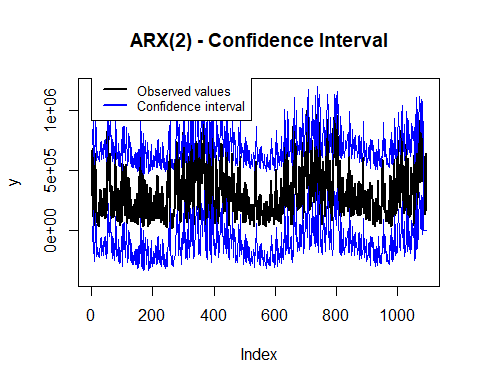 ARX(2) - Confidence Interval
Observed values
Confidence interval
1e+06
5e+05
0e+00
y
0 200 400 600 800 1000
Index